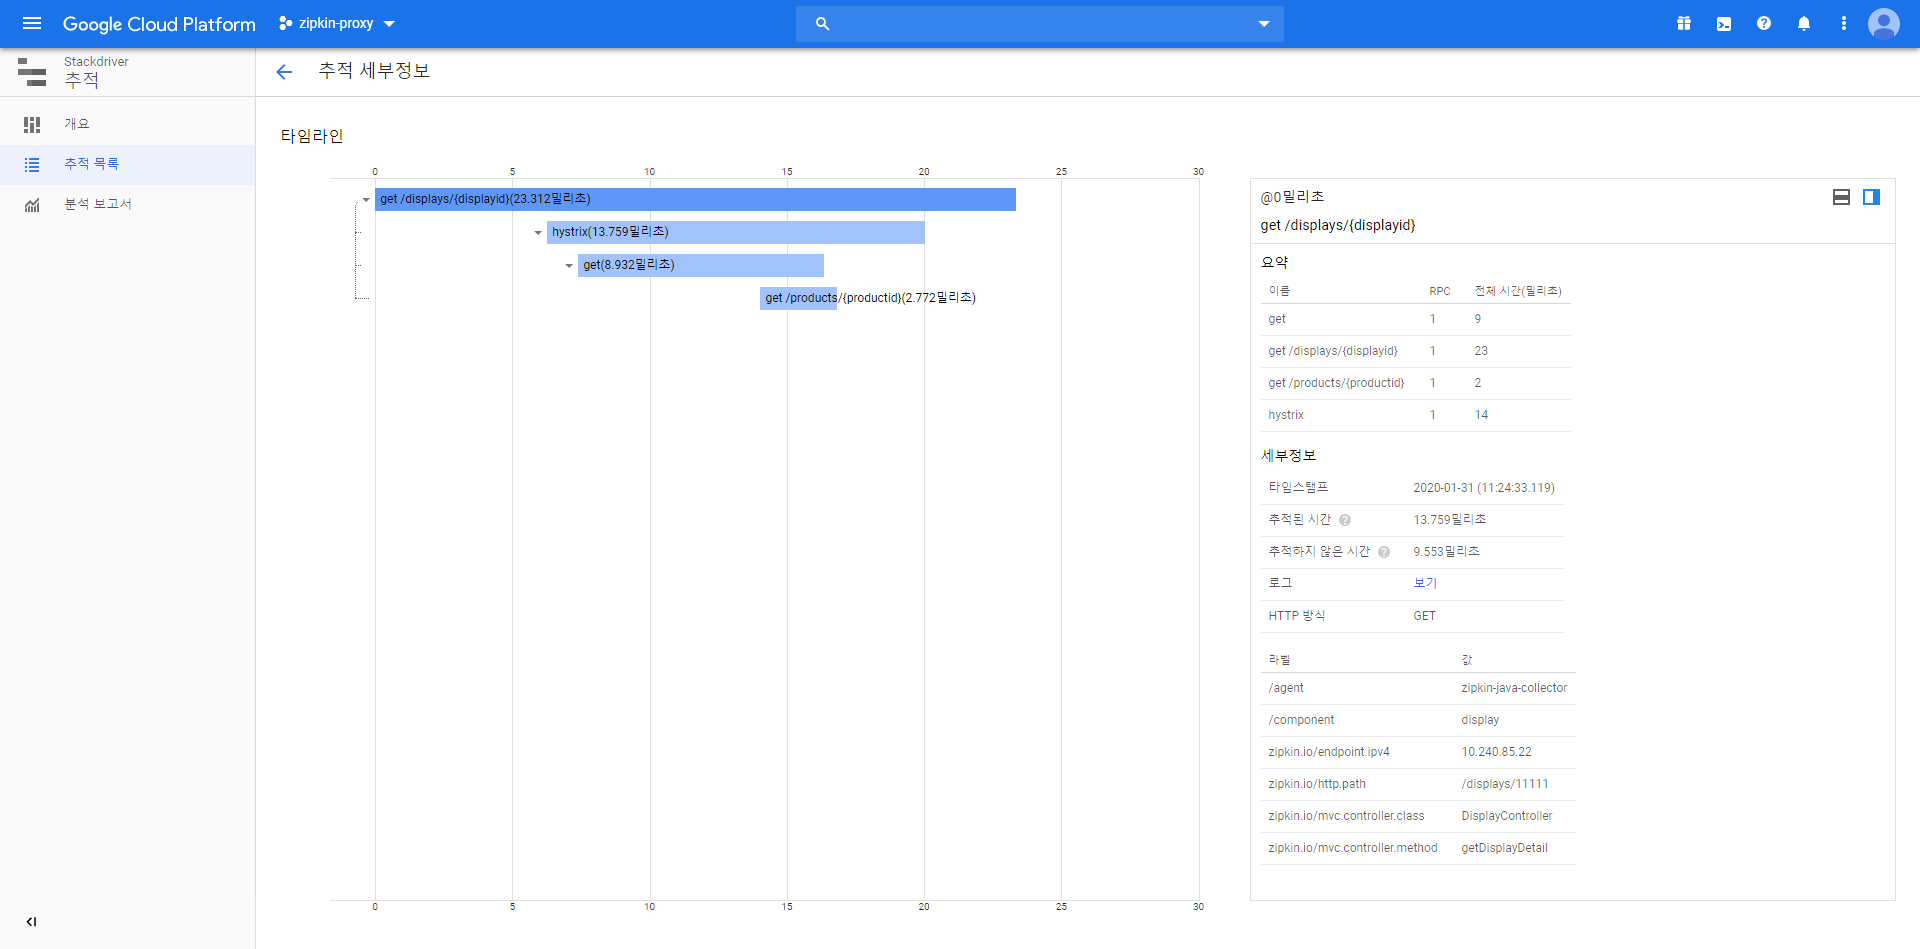 Google Cloud Platform
zipkin-proxy
Stackdriver
추적
추적 세부정보
개요
추적 목록
분석 보고서
타임라인
0 5 10 15 20 25 30
get /displays/{displayid}(23.312밀리초)
hystrix(13.759밀리초)
get(8.932밀리초)
get /products/{productid}(2.772밀리초)
0 5 10 15 20 25 30
@0밀리초
get /displays/{displayid}
요약
이름 RPC 전체 시간(밀리초)
get 1 9
get /displays/{displayid} 1 23
get /products/{productid} 1 2
hystrix 1 14
세부정보
타임스탬프 2020-01-31 (11:24:33.119)
추적된 시간 ? 13.759밀리초
추적하지 않은 시간 ? 9.553밀리초
로그 보기
HTTP 방식 GET
라벨 값
/agent zipkin-java-collector
/component display
zipkin.io/endpoint.ipv4 10.240.85.22
zipkin.io/http.path /displays/11111
zipkin.io/mvc.controller.class DisplayController
zipkin.io/mvc.controller.method getDisplayDetail